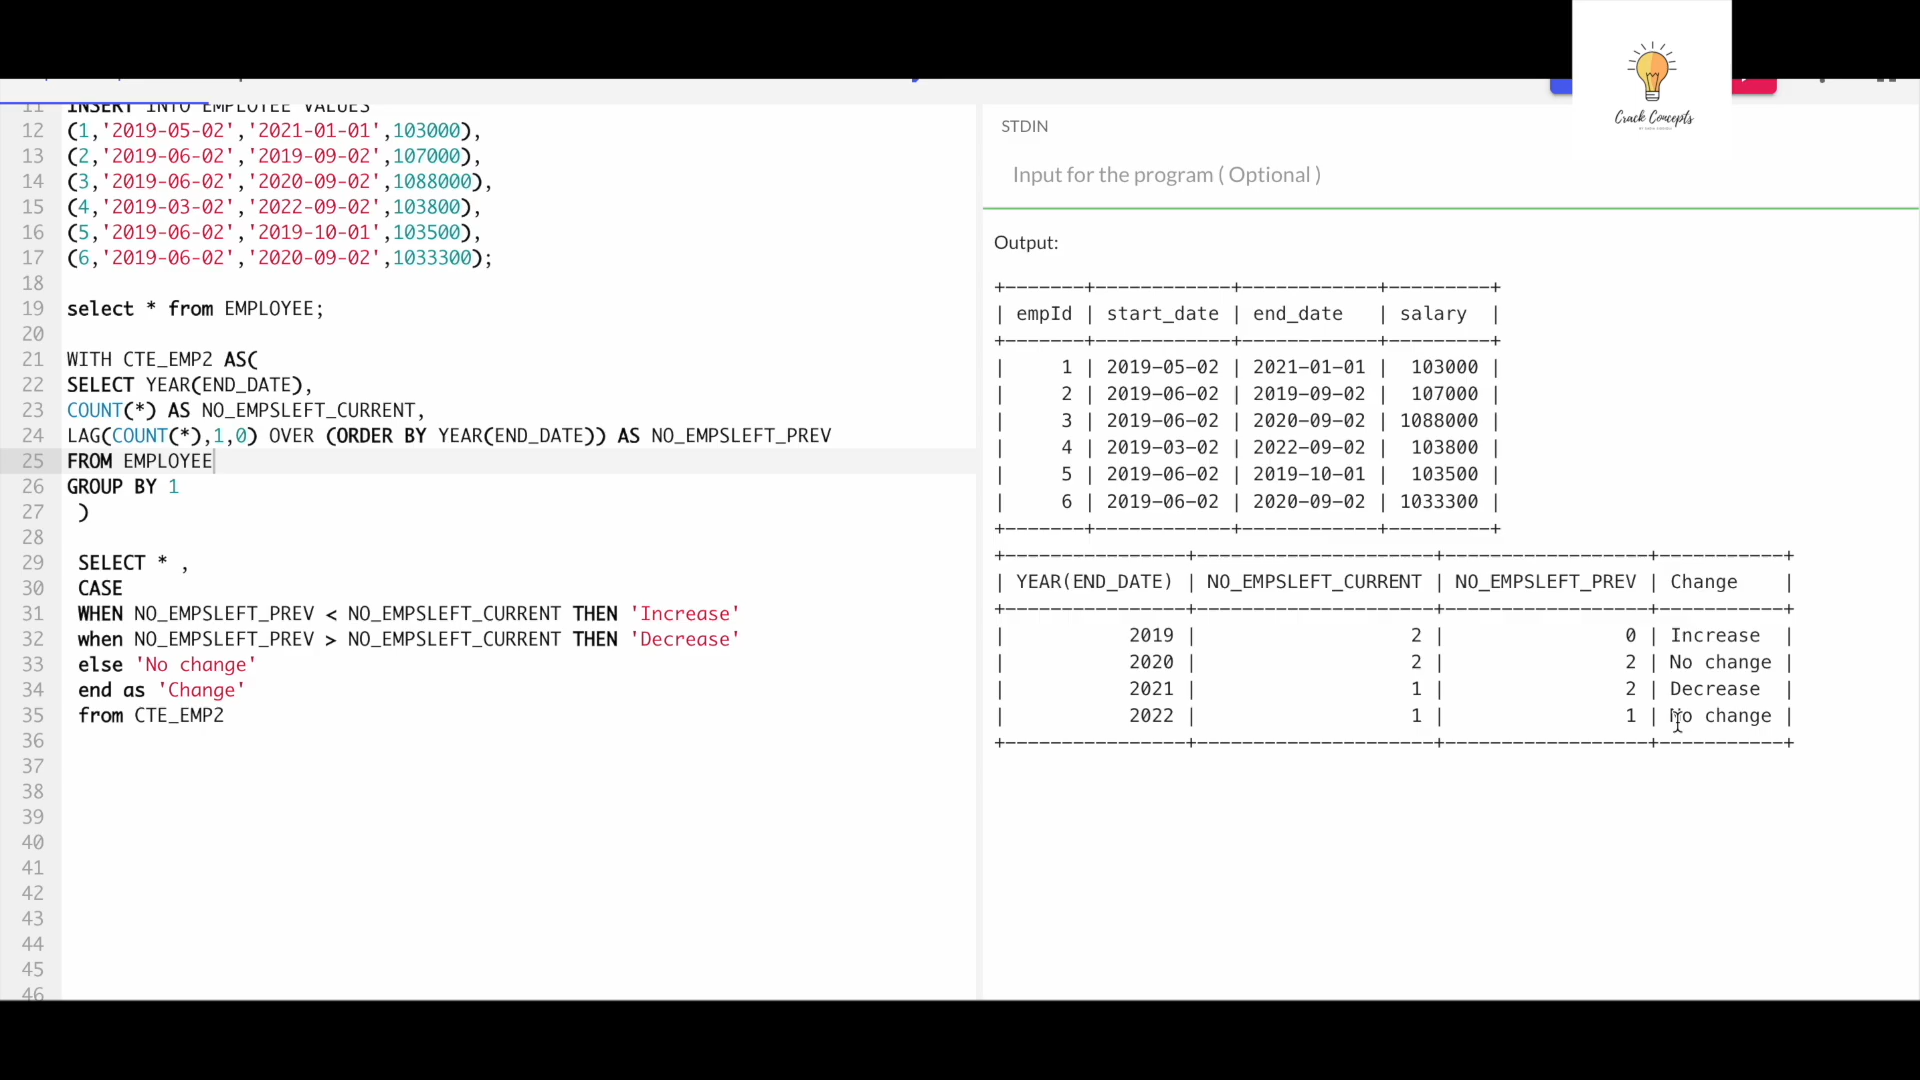 11 INSERT INTO EMPLOYEE VALUES
12 (1,'2019-05-02','2021-01-01',103000),
13 (2,'2019-06-02','2019-09-02',107000),
14 (3,'2019-06-02','2020-09-02',1088000),
15 (4,'2019-03-02','2022-09-02',103800),
16 (5,'2019-06-02','2019-10-01',103500),
17 (6,'2019-06-02','2020-09-02',1033300);
18
19 select * from EMPLOYEE;
20
21 WITH CTE_EMP2 AS(
22 SELECT YEAR(END_DATE),
23 COUNT(*) AS NO_EMPSLEFT_CURRENT,
24 LAG(COUNT(*),1,0) OVER (ORDER BY YEAR(END_DATE)) AS NO_EMPSLEFT_PREV
25 FROM EMPLOYEE
26 GROUP BY 1
27 )
28
29 SELECT * ,
30 CASE
31 WHEN NO_EMPSLEFT_PREV < NO_EMPSLEFT_CURRENT THEN 'Increase'
32 when NO_EMPSLEFT_PREV > NO_EMPSLEFT_CURRENT THEN 'Decrease'
33 else 'No change'
34 end as 'Change'
35 from CTE_EMP2
36
37
38
39
40
41
42
43
44
45
46
Crack Concepts
STDIN
Input for the program ( Optional )
Output:
+-------+------------+------------+---------+
| empId | start_date | end_date   | salary  |
+-------+------------+------------+---------+
|     1 | 2019-05-02 | 2021-01-01 |  103000 |
|     2 | 2019-06-02 | 2019-09-02 |  107000 |
|     3 | 2019-06-02 | 2020-09-02 | 1088000 |
|     4 | 2019-03-02 | 2022-09-02 |  103800 |
|     5 | 2019-06-02 | 2019-10-01 |  103500 |
|     6 | 2019-06-02 | 2020-09-02 | 1033300 |
+-------+------------+------------+---------+
+----------------+---------------------+------------------+-----------+
| YEAR(END_DATE) | NO_EMPSLEFT_CURRENT | NO_EMPSLEFT_PREV | Change    |
+----------------+---------------------+------------------+-----------+
|           2019 |                   2 |                0 | Increase  |
|           2020 |                   2 |                2 | No change |
|           2021 |                   1 |                2 | Decrease  |
|           2022 |                   1 |                1 | No change |
+----------------+---------------------+------------------+-----------+